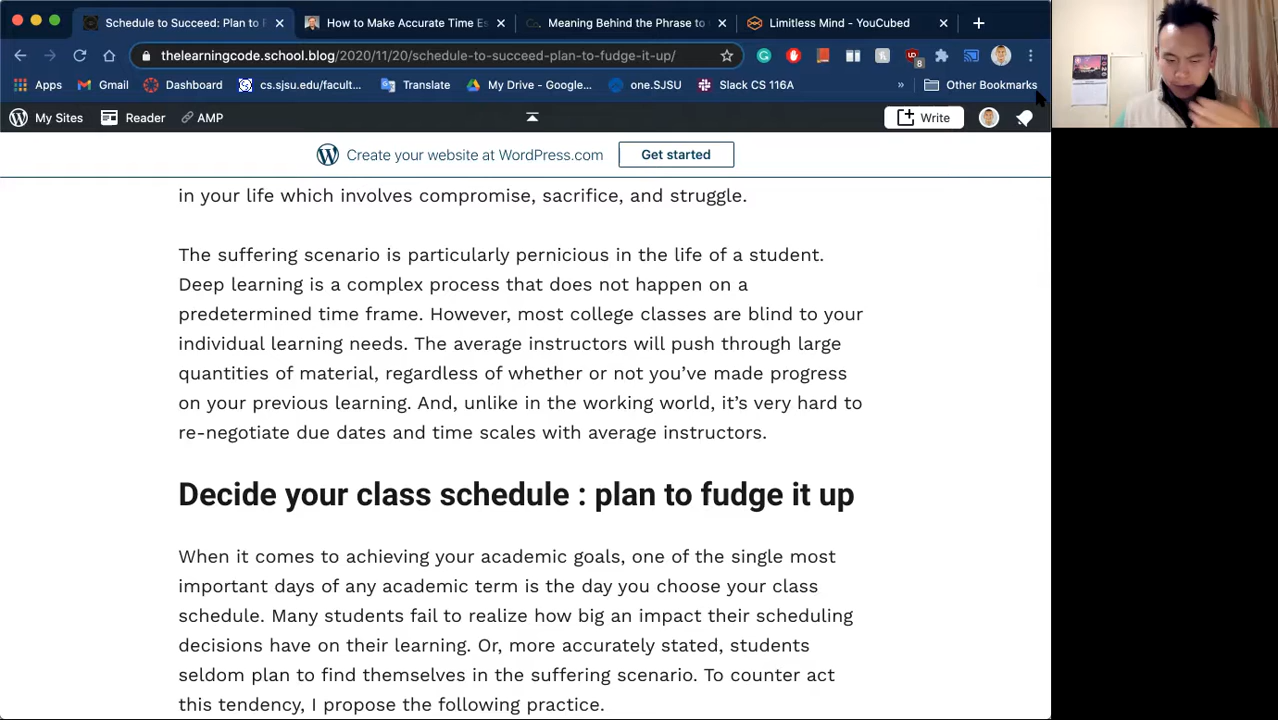 Schedule to Succeed: Plan to F
How to Make Accurate Time Es
Meaning Behind the Phrase to
Limitless Mind - YouCubed
thelearningcode.school.blog/2020/11/20/schedule-to-succeed-plan-to-fudge-it-up/
8
Apps
Gmail
Dashboard
cs.sjsu.edu/facult...
Translate
My Drive - Google...
one.SJSU
Slack CS 116A
»
Other Bookmarks
My Sites
Reader
AMP
Write
Create your website at WordPress.com
Get started
in your life which involves compromise, sacrifice, and struggle.
The suffering scenario is particularly pernicious in the life of a student.
Deep learning is a complex process that does not happen on a
predetermined time frame. However, most college classes are blind to your
individual learning needs. The average instructors will push through large
quantities of material, regardless of whether or not you’ve made progress
on your previous learning. And, unlike in the working world, it’s very hard to
re-negotiate due dates and time scales with average instructors.
Decide your class schedule : plan to fudge it up
When it comes to achieving your academic goals, one of the single most
important days of any academic term is the day you choose your class
schedule. Many students fail to realize how big an impact their scheduling
decisions have on their learning. Or, more accurately stated, students
seldom plan to find themselves in the suffering scenario. To counter act
this tendency, I propose the following practice.